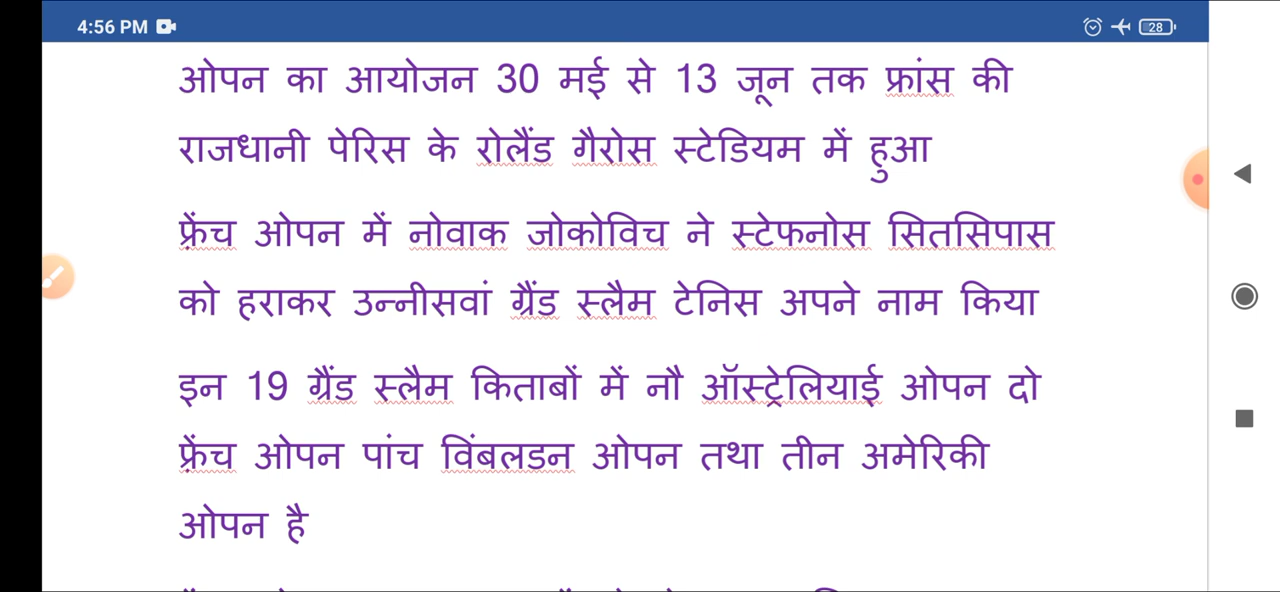 4:56 PM
28
ओपन का आयोजन 30 मई से 13 जून तक फ्रांस की
राजधानी पेरिस के रोलैंड गैरोस स्टेडियम में हुआ
फ्रेंच ओपन में नोवाक जोकोविच ने स्टेफनोस सितसिपास
को हराकर उन्नीसवां ग्रैंड स्लैम टेनिस अपने नाम किया
इन 19 ग्रैंड स्लैम किताबों में नौ ऑस्ट्रेलियाई ओपन दो
फ्रेंच ओपन पांच विंबलडन ओपन तथा तीन अमेरिकी
ओपन है